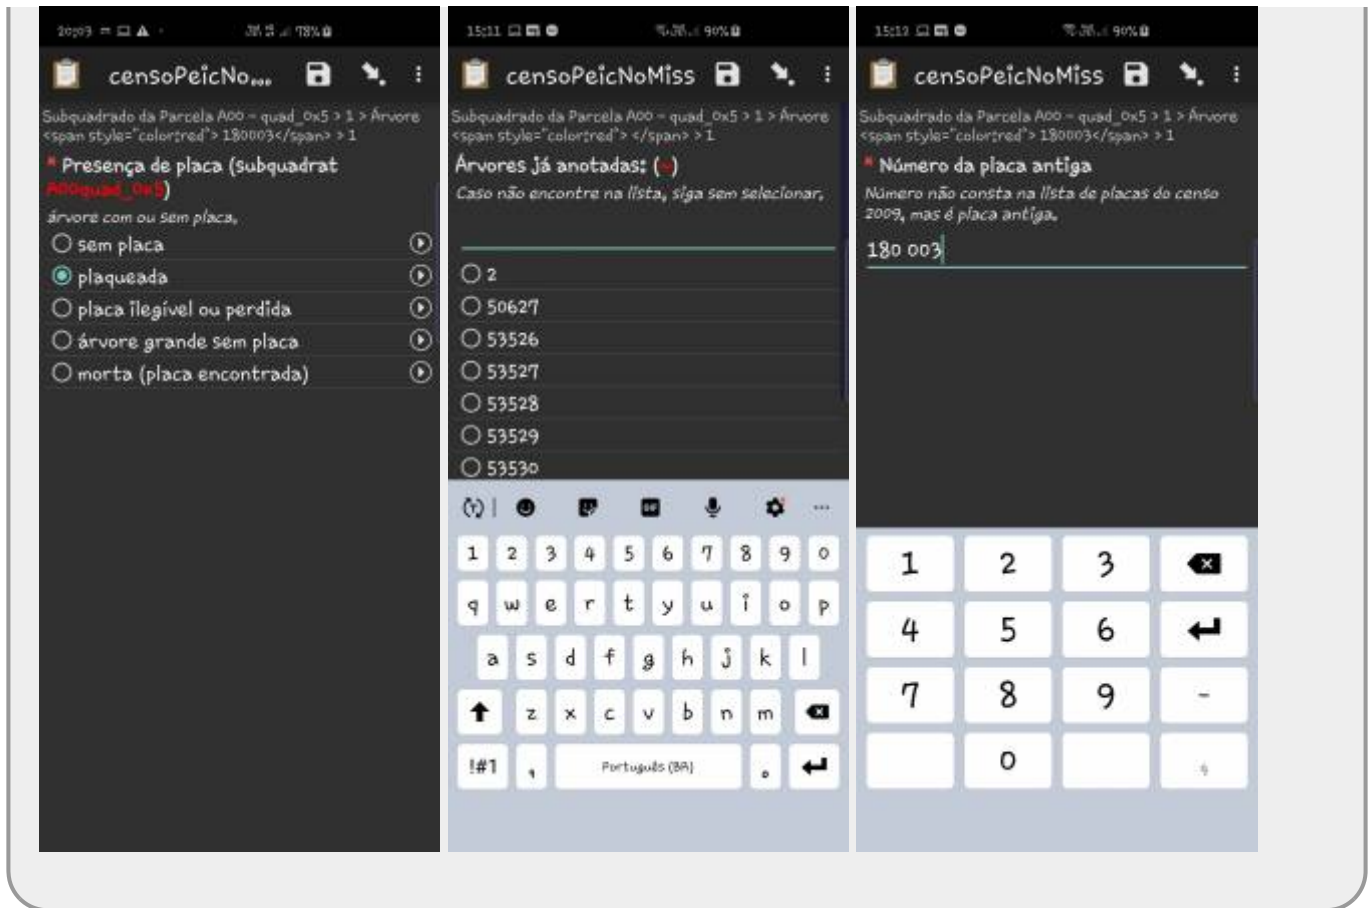 20:03
78%
censoPeicNo...
Subquadrado da Parcela A00 - quad_0x5 > 1 > Árvore
<span style="color:red"> 180003</span> > 1
* Presença de placa (subquadrat
A00quad_0x5)
árvore com ou sem placa.
sem placa
plaqueada
placa ilegível ou perdida
árvore grande sem placa
morta (placa encontrada)
15:11
90%
censoPeicNoMiss
Subquadrado da Parcela A00 - quad_0x5 > 1 > Árvore
<span style="color:red"> </span> > 1
Árvores já anotadas: (~)
Caso não encontre na lista, siga sem selecionar.
2
50627
53526
53527
53528
53529
53530
GIF
1 2 3 4 5 6 7 8 9 0
q w e r t y u i o p
a s d f g h j k l
z x c v b n m
!#1 , Português (BR) .
15:12
90%
censoPeicNoMiss
Subquadrado da Parcela A00 - quad_0x5 > 1 > Árvore
<span style="color:red"> 180003</span> > 1
* Número da placa antiga
Número não consta na lista de placas do censo
2009, mas é placa antiga.
180 003
1 2 3
4 5 6
7 8 9 -
0 ,